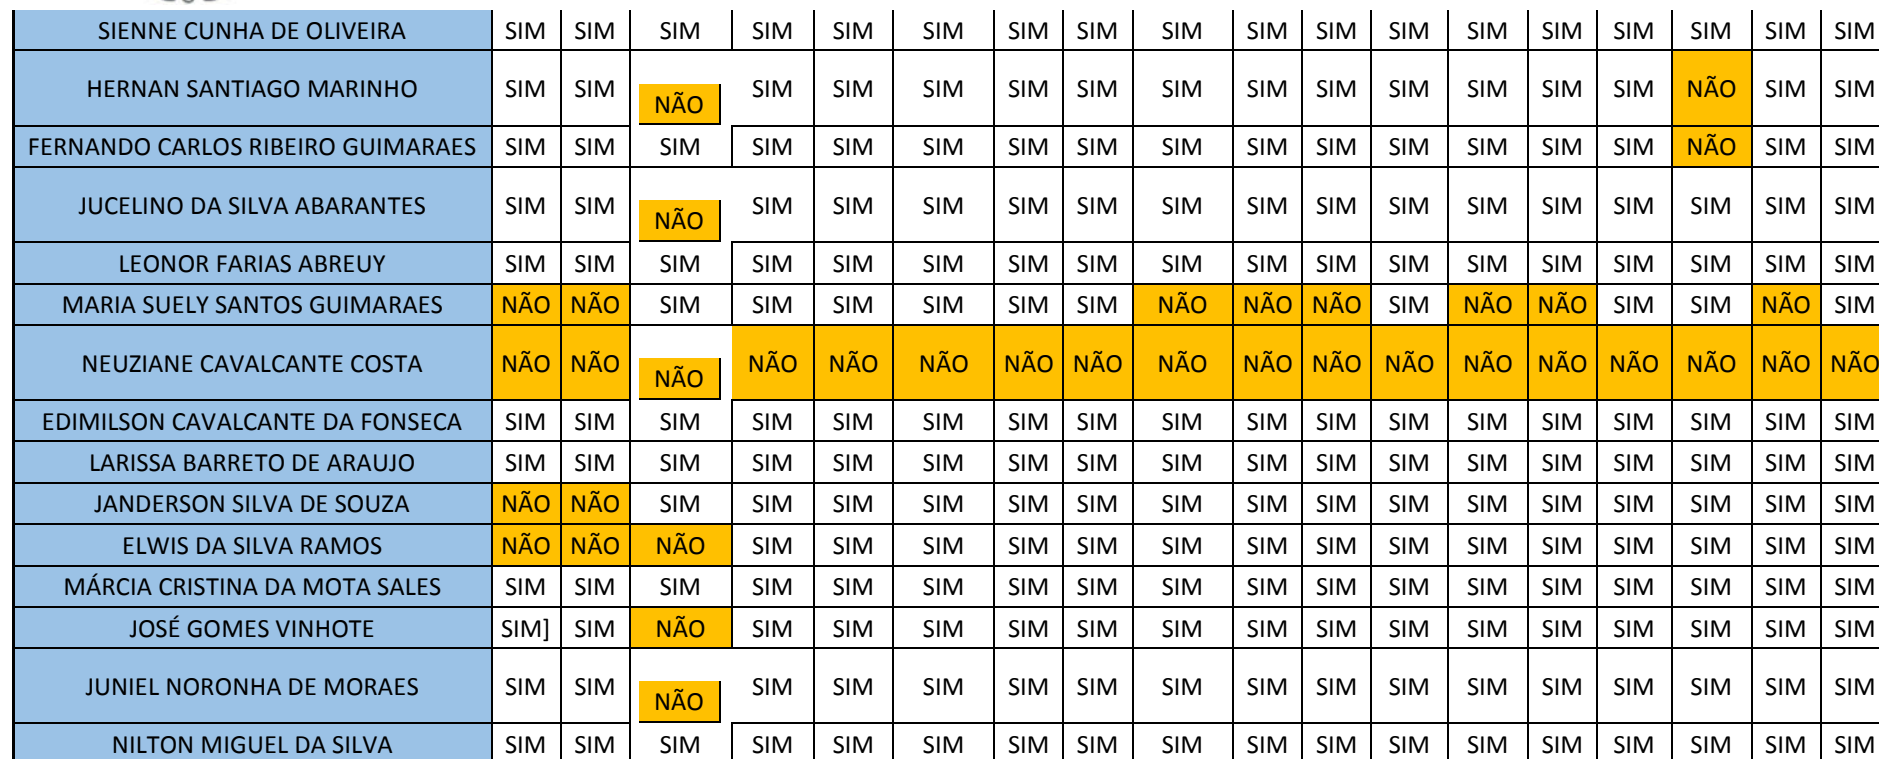 SIENNE CUNHA DE OLIVEIRA SIM SIM SIM SIM SIM SIM SIM SIM SIM SIM SIM SIM SIM SIM SIM SIM SIM SIM
HERNAN SANTIAGO MARINHO SIM SIM NÃO SIM SIM SIM SIM SIM SIM SIM SIM SIM SIM SIM SIM NÃO SIM SIM
FERNANDO CARLOS RIBEIRO GUIMARAES SIM SIM SIM SIM SIM SIM SIM SIM SIM SIM SIM SIM SIM SIM SIM NÃO SIM SIM
JUCELINO DA SILVA ABARANTES SIM SIM NÃO SIM SIM SIM SIM SIM SIM SIM SIM SIM SIM SIM SIM SIM SIM SIM
LEONOR FARIAS ABREUY SIM SIM SIM SIM SIM SIM SIM SIM SIM SIM SIM SIM SIM SIM SIM SIM SIM SIM
MARIA SUELY SANTOS GUIMARAES NÃO NÃO SIM SIM SIM SIM SIM SIM NÃO NÃO NÃO SIM NÃO NÃO SIM SIM NÃO SIM
NEUZIANE CAVALCANTE COSTA NÃO NÃO NÃO NÃO NÃO NÃO NÃO NÃO NÃO NÃO NÃO NÃO NÃO NÃO NÃO NÃO NÃO NÃO
EDIMILSON CAVALCANTE DA FONSECA SIM SIM SIM SIM SIM SIM SIM SIM SIM SIM SIM SIM SIM SIM SIM SIM SIM SIM
LARISSA BARRETO DE ARAUJO SIM SIM SIM SIM SIM SIM SIM SIM SIM SIM SIM SIM SIM SIM SIM SIM SIM SIM
JANDERSON SILVA DE SOUZA NÃO NÃO SIM SIM SIM SIM SIM SIM SIM SIM SIM SIM SIM SIM SIM SIM SIM SIM
ELWIS DA SILVA RAMOS NÃO NÃO NÃO SIM SIM SIM SIM SIM SIM SIM SIM SIM SIM SIM SIM SIM SIM SIM
MÁRCIA CRISTINA DA MOTA SALES SIM SIM SIM SIM SIM SIM SIM SIM SIM SIM SIM SIM SIM SIM SIM SIM SIM SIM
JOSÉ GOMES VINHOTE SIM] SIM NÃO SIM SIM SIM SIM SIM SIM SIM SIM SIM SIM SIM SIM SIM SIM SIM
JUNIEL NORONHA DE MORAES SIM SIM NÃO SIM SIM SIM SIM SIM SIM SIM SIM SIM SIM SIM SIM SIM SIM SIM
NILTON MIGUEL DA SILVA SIM SIM SIM SIM SIM SIM SIM SIM SIM SIM SIM SIM SIM SIM SIM SIM SIM SIM